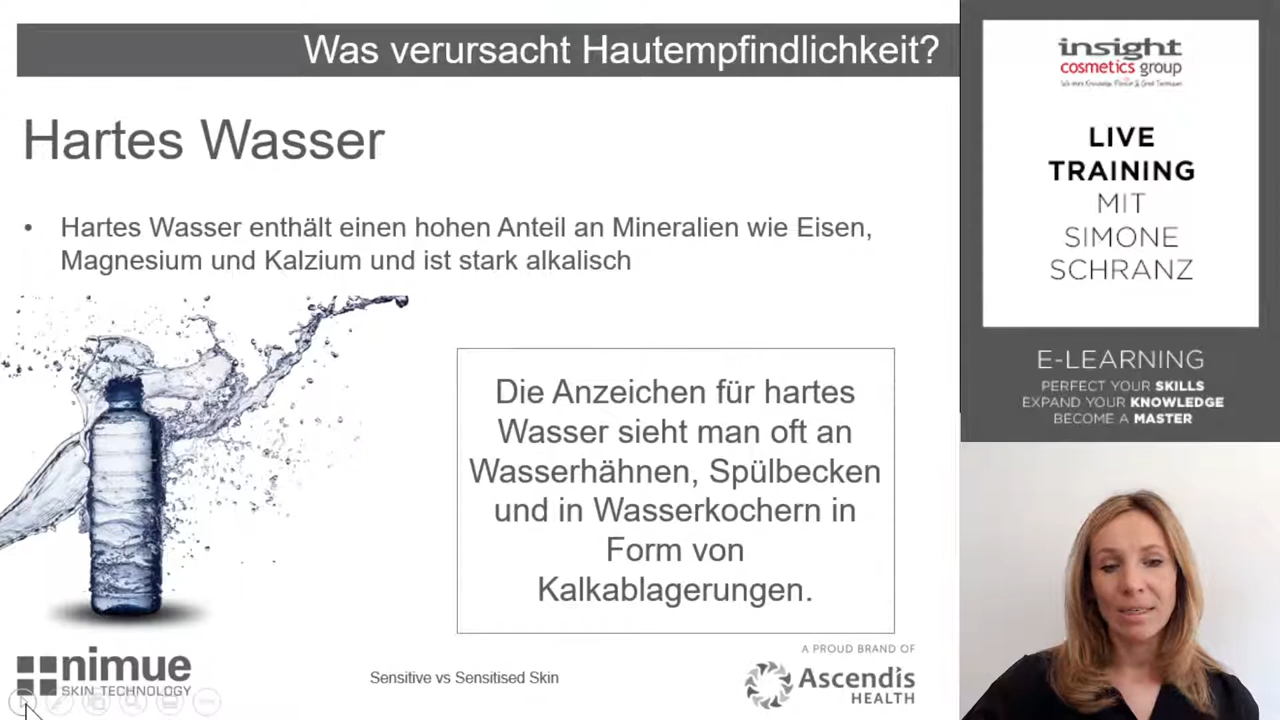 Was verursacht Hautempfindlichkeit?
Hartes Wasser
• Hartes Wasser enthält einen hohen Anteil an Mineralien wie Eisen,
Magnesium und Kalzium und ist stark alkalisch
Die Anzeichen für hartes
Wasser sieht man oft an
Wasserhähnen, Spülbecken
und in Wasserkochern in
Form von
Kalkablagerungen.
nimue
SKIN TECHNOLOGY
Sensitive vs Sensitised Skin
A PROUD BRAND OF
Ascendis
HEALTH
insight
cosmetics group
LIVE
TRAINING
MIT
SIMONE
SCHRANZ
E-LEARNING
PERFECT YOUR SKILLS
EXPAND YOUR KNOWLEDGE
BECOME A MASTER